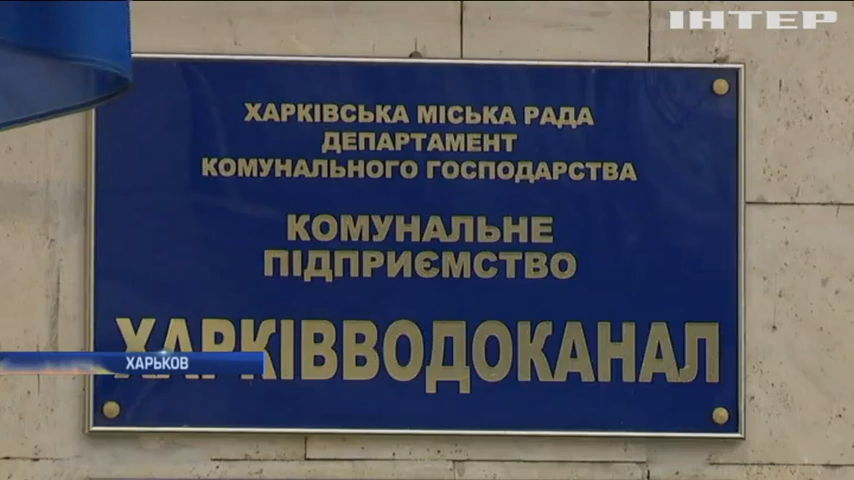 ІНТЕР
ХАРКІВСЬКА МІСЬКА РАДА
ДЕПАРТАМЕНТ
КОМУНАЛЬНОГО ГОСПОДАРСТВА
КОМУНАЛЬНЕ
ПІДПРИЄМСТВО
ХАРКІВВОДОКАНАЛ
ХАРЬКОВ